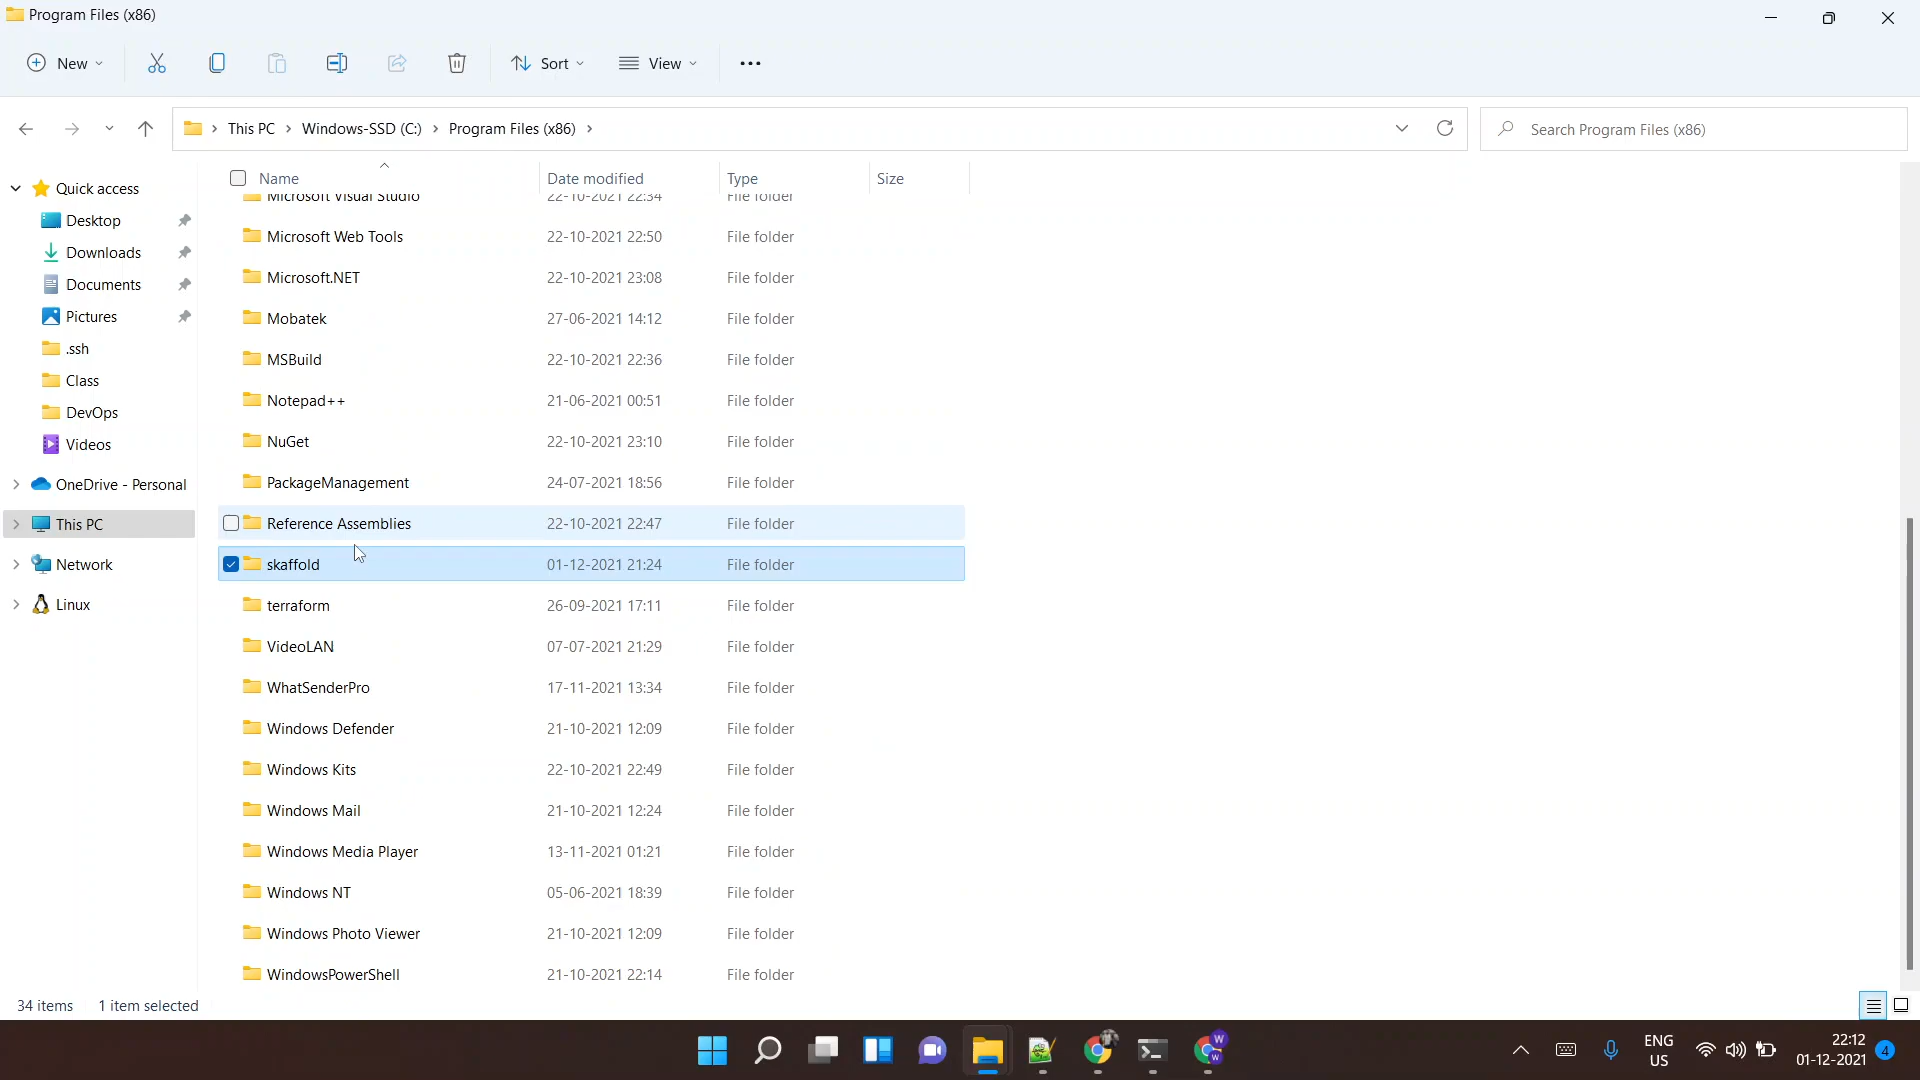 Program Files (x86)
New
Sort
View
This PC
Windows-SSD (C:)
Program Files (x86)
Search Program Files (x86)
Quick access
Desktop
Downloads
Documents
Pictures
.ssh
Class
DevOps
Videos
OneDrive - Personal
This PC
Network
Linux
Name Date modified Type Size
Microsoft Visual Studio 22-10-2021 22:34 File folder
Microsoft Web Tools 22-10-2021 22:50 File folder
Microsoft.NET 22-10-2021 23:08 File folder
Mobatek 27-06-2021 14:12 File folder
MSBuild 22-10-2021 22:36 File folder
Notepad++ 21-06-2021 00:51 File folder
NuGet 22-10-2021 23:10 File folder
PackageManagement 24-07-2021 18:56 File folder
Reference Assemblies 22-10-2021 22:47 File folder
skaffold 01-12-2021 21:24 File folder
terraform 26-09-2021 17:11 File folder
VideoLAN 07-07-2021 21:29 File folder
WhatSenderPro 17-11-2021 13:34 File folder
Windows Defender 21-10-2021 12:09 File folder
Windows Kits 22-10-2021 22:49 File folder
Windows Mail 21-10-2021 12:24 File folder
Windows Media Player 13-11-2021 01:21 File folder
Windows NT 05-06-2021 18:39 File folder
Windows Photo Viewer 21-10-2021 12:09 File folder
WindowsPowerShell 21-10-2021 22:14 File folder
34 items 1 item selected
W
W
ENG
US
22:12
01-12-2021
4